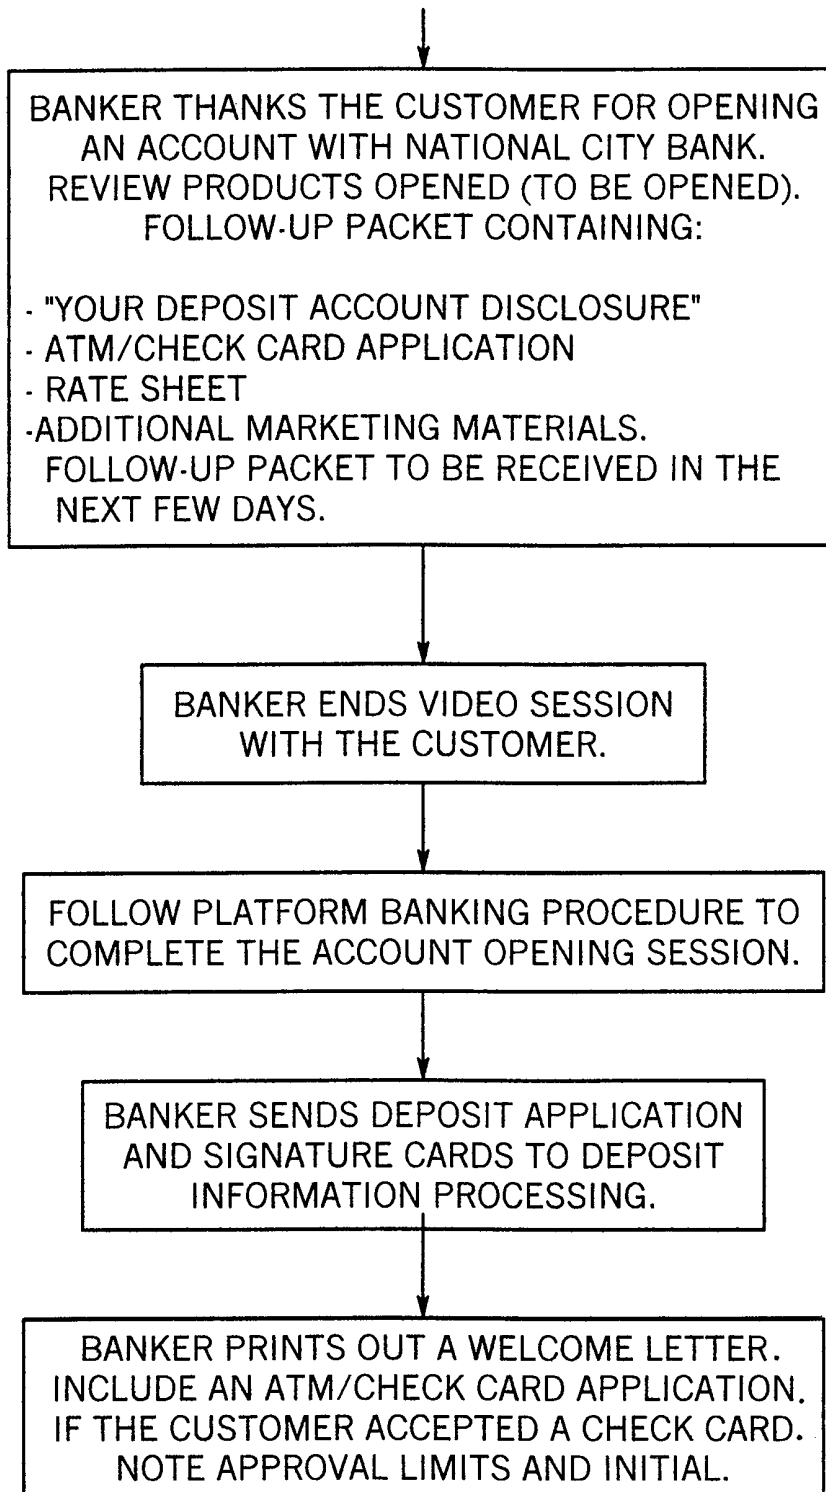 BANKER THANKS THE CUSTOMER FOR OPENING
AN ACCOUNT WITH NATIONAL CITY BANK.
REVIEW PRODUCTS OPENED (TO BE OPENED).
FOLLOW-UP PACKET CONTAINING:
- "YOUR DEPOSIT ACCOUNT DISCLOSURE"
- ATM/CHECK CARD APPLICATION
- RATE SHEET
-ADDITIONAL MARKETING MATERIALS.
FOLLOW-UP PACKET TO BE RECEIVED IN THE
NEXT FEW DAYS.
BANKER ENDS VIDEO SESSION
WITH THE CUSTOMER.
FOLLOW PLATFORM BANKING PROCEDURE TO
COMPLETE THE ACCOUNT OPENING SESSION.
BANKER SENDS DEPOSIT APPLICATION
AND SIGNATURE CARDS TO DEPOSIT
INFORMATION PROCESSING.
BANKER PRINTS OUT A WELCOME LETTER.
INCLUDE AN ATM/CHECK CARD APPLICATION.
IF THE CUSTOMER ACCEPTED A CHECK CARD.
NOTE APPROVAL LIMITS AND INITIAL.